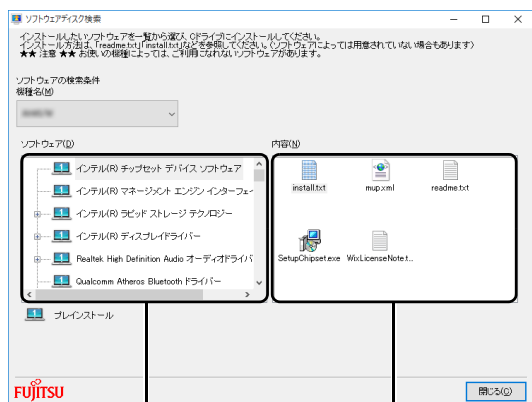 ソフトウェアディスク検索
インストールしたいソフトウェアを一覧から選び、Cドライブにインストールしてください。
インストール方法は、「Readme.txt」「install.txt」などを参照してください。(ソフトウェアによっては用意されていない場合もあります)
★★ 注意 ★★ お使いの機種によっては、ご利用になれないソフトウェアがあります。
ソフトウェアの検索条件
機種名(M)
ソフトウェア(D)
内容(N)
インテル(R) チップセット デバイス ソフトウェア
インテル(R) マネージメント エンジン インターフェー
インテル(R) ラピッド ストレージ テクノロジー
インテル(R) ディスプレイドライバー
Realtek High Definition Audio オーディオドライバ
Qualcomm Atheros Bluetooth ドライバー
install.txt
mup.xml
readme.txt
SetupChipset.exe
WixLicenseNote.t...
プレインストール
FUJITSU
閉じる(C)